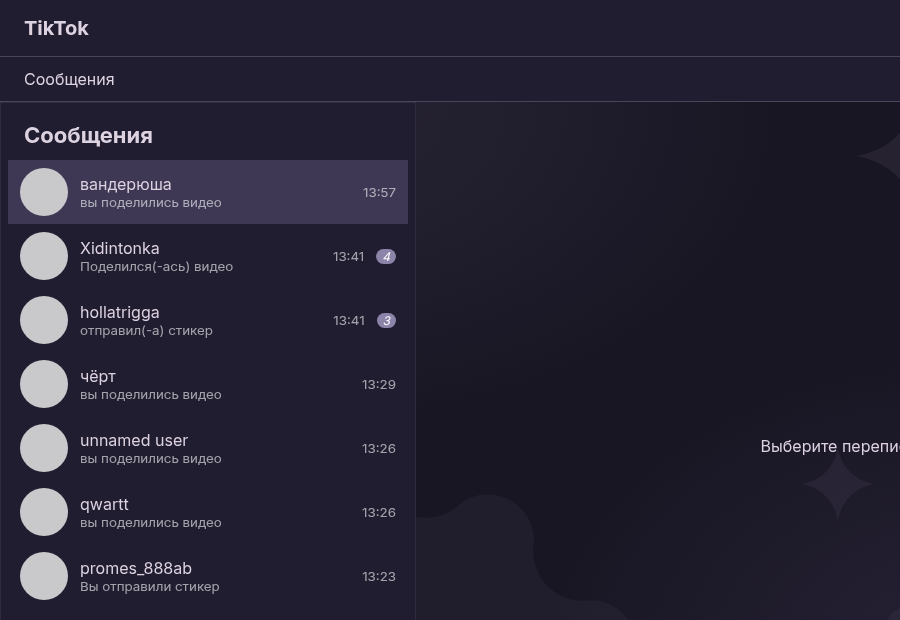 TikTok
Сообщения
Сообщения
вандерюша
вы поделились видео
13:57
Xidintonka
Поделился(-ась) видео
13:41
4
hollatrigga
отправил(-а) стикер
13:41
3
чёрт
вы поделились видео
13:29
unnamed user
вы поделились видео
13:26
qwartt
вы поделились видео
13:26
promes_888ab
Вы отправили стикер
13:23
Выберите